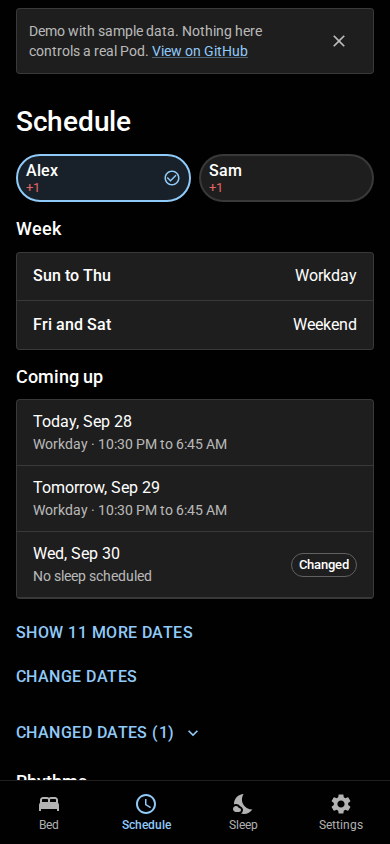 Demo with sample data. Nothing here
controls a real Pod. View on GitHub
Schedule
Alex
+1
Sam
+1
Week
Sun to Thu
Workday
Fri and Sat
Weekend
Coming up
Today, Sep 28
Workday · 10:30 PM to 6:45 AM
Tomorrow, Sep 29
Workday · 10:30 PM to 6:45 AM
Wed, Sep 30
No sleep scheduled
Changed
SHOW 11 MORE DATES
CHANGE DATES
CHANGED DATES (1)
Rhythms
Bed
Schedule
Sleep
Settings